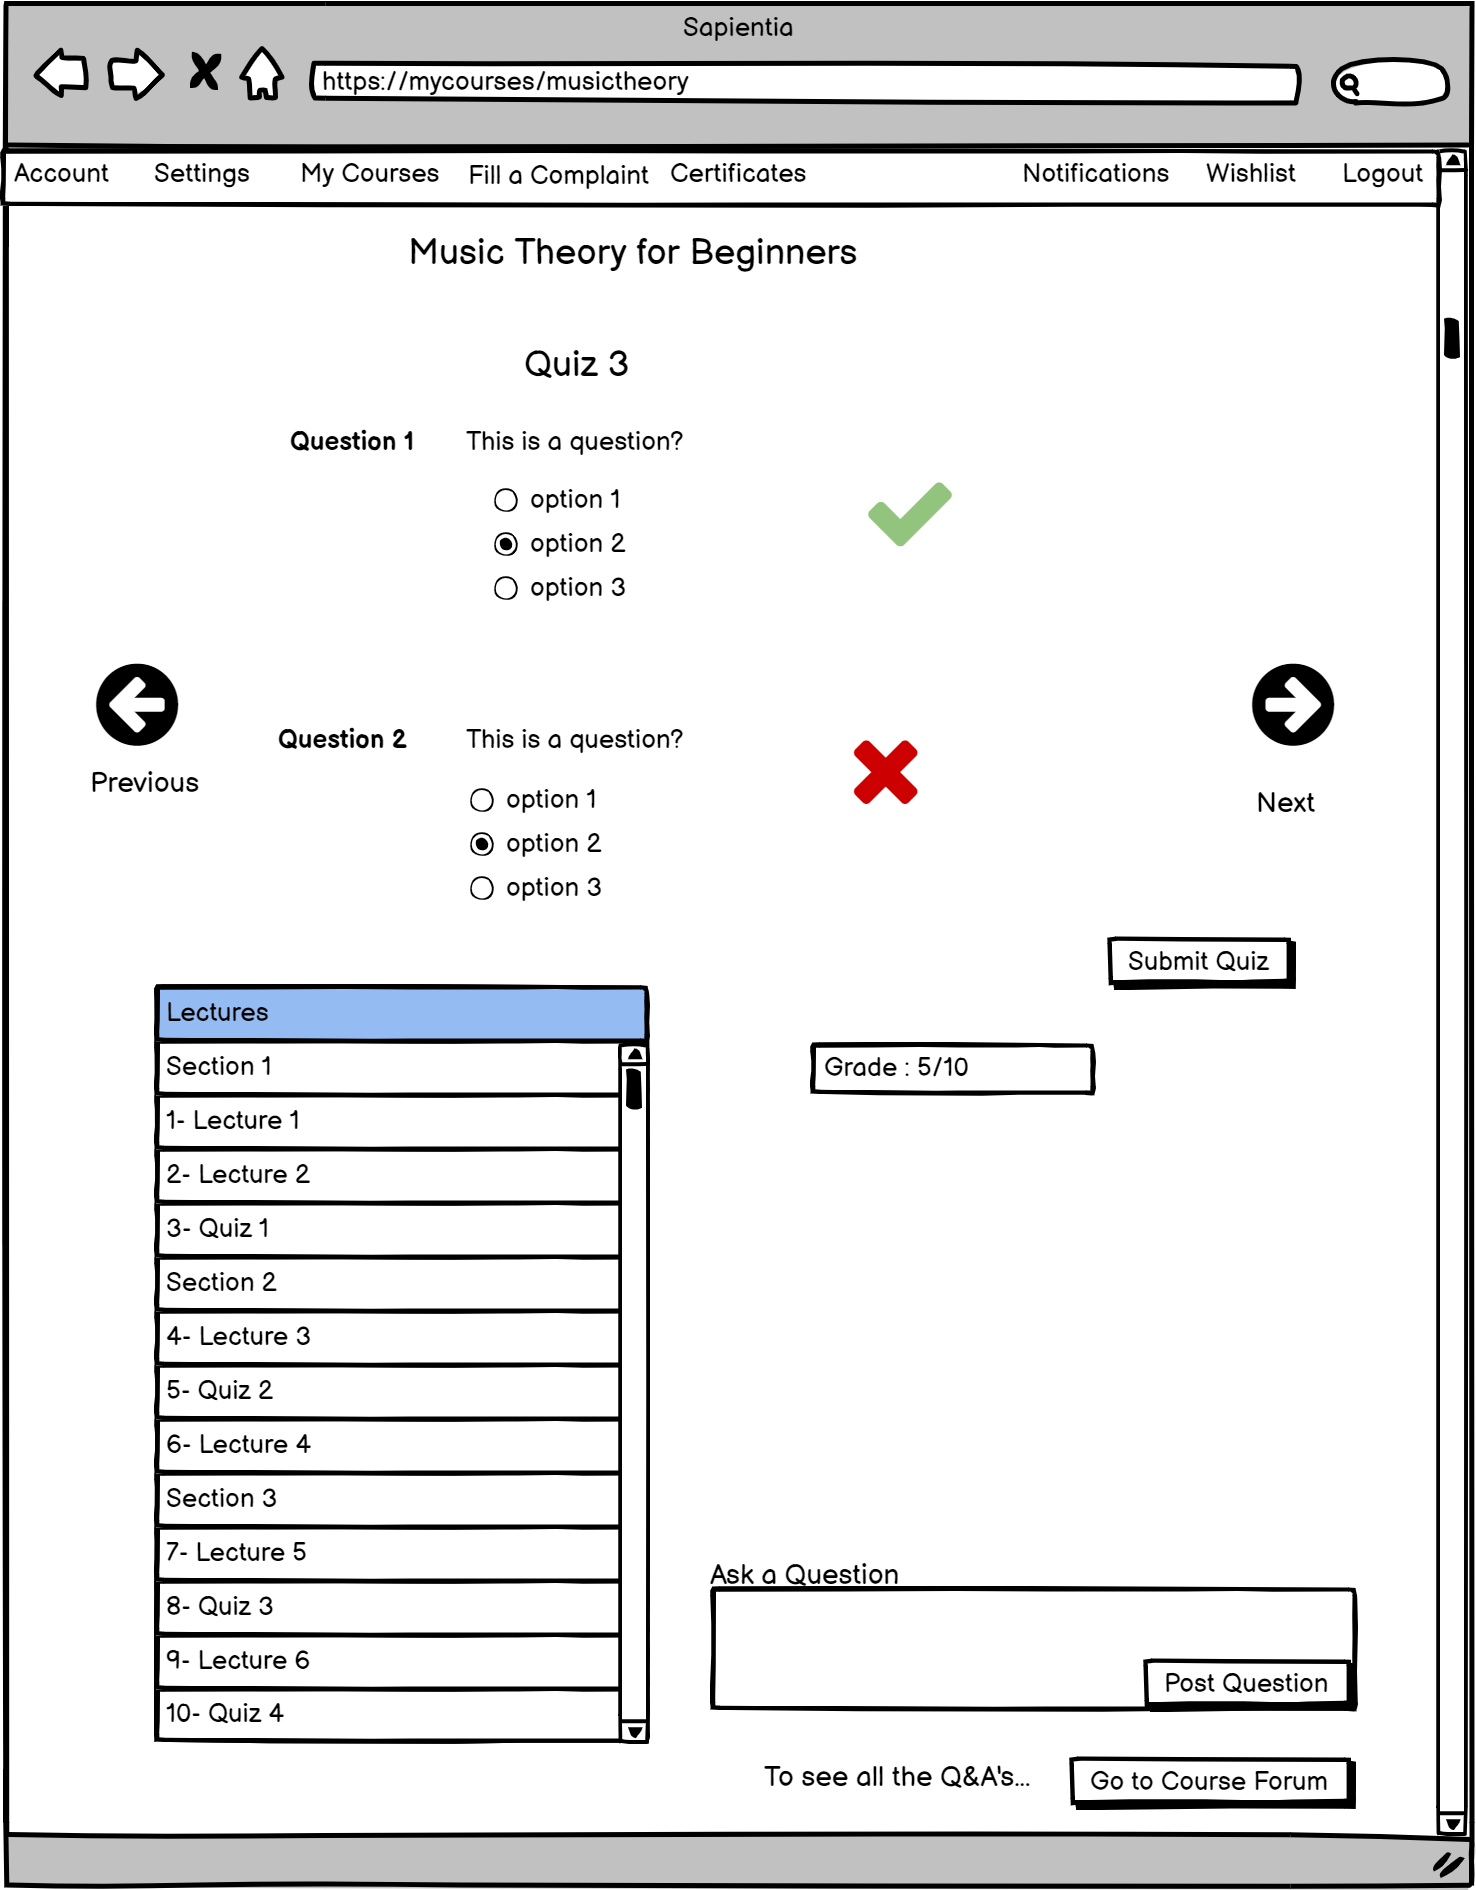 Sapientia
https://mycourses/musictheory
Account Settings My Courses Fill a Complaint Certificates Notifications Wishlist Logout
Music Theory for Beginners
Quiz 3
Question 1 This is a question?
option 1
option 2
option 3
Question 2 This is a question?
Previous
option 1
Next
option 2
option 3
Submit Quiz
Lectures
Section 1
Grade : 5/10
1- Lecture 1
2- Lecture 2
3- Quiz 1
Section 2
4- Lecture 3
5- Quiz 2
6- Lecture 4
Section 3
7- Lecture 5
8- Quiz 3
9- Lecture 6
10- Quiz 4
Ask a Question
Post Question
To see all the Q&A's...
Go to Course Forum